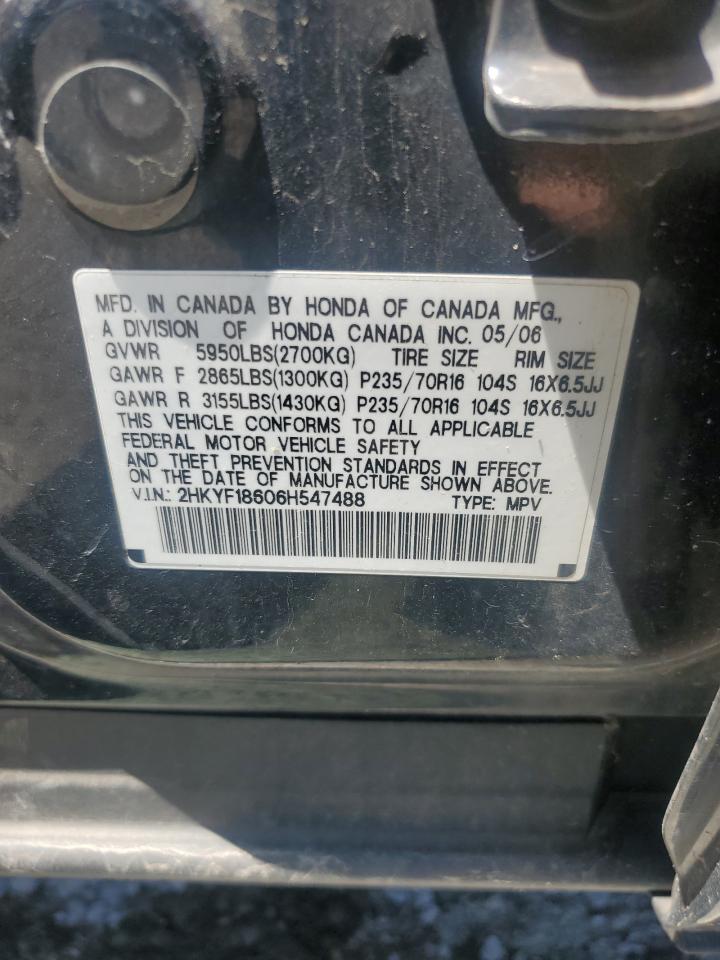 MFD. IN CANADA BY HONDA OF CANADA MFG.,
A DIVISION OF HONDA CANADA INC. 05/06
GVWR 5950LBS(2700KG) TIRE SIZE RIM SIZE
GAWR F 2865LBS(1300KG) P235/70R16 104S 16X6.5JJ
GAWR R 3155LBS(1430KG) P235/70R16 104S 16X6.5JJ
THIS VEHICLE CONFORMS TO ALL APPLICABLE
FEDERAL MOTOR VEHICLE SAFETY
AND THEFT PREVENTION STANDARDS IN EFFECT
ON THE DATE OF MANUFACTURE SHOWN ABOVE.
V.I.N.: 2HKYF18606H547488 TYPE: MPV